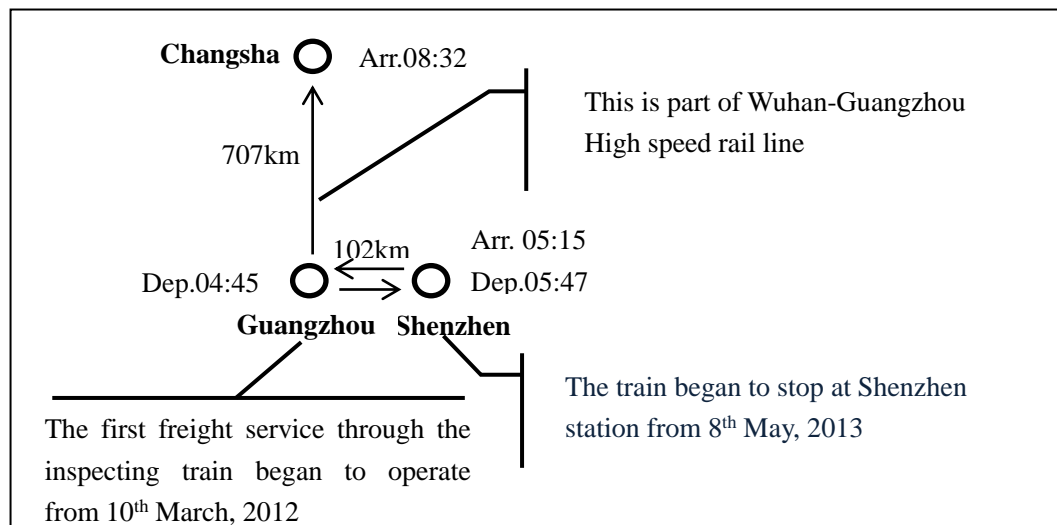 Changsha
Arr.08:32
This is part of Wuhan-Guangzhou
High speed rail line
707km
102km
Arr. 05:15
Dep.04:45
Dep.05:47
Guangzhou
Shenzhen
The train began to stop at Shenzhen
station from 8th May, 2013
The first freight service through the
inspecting train began to operate
from 10th March, 2012